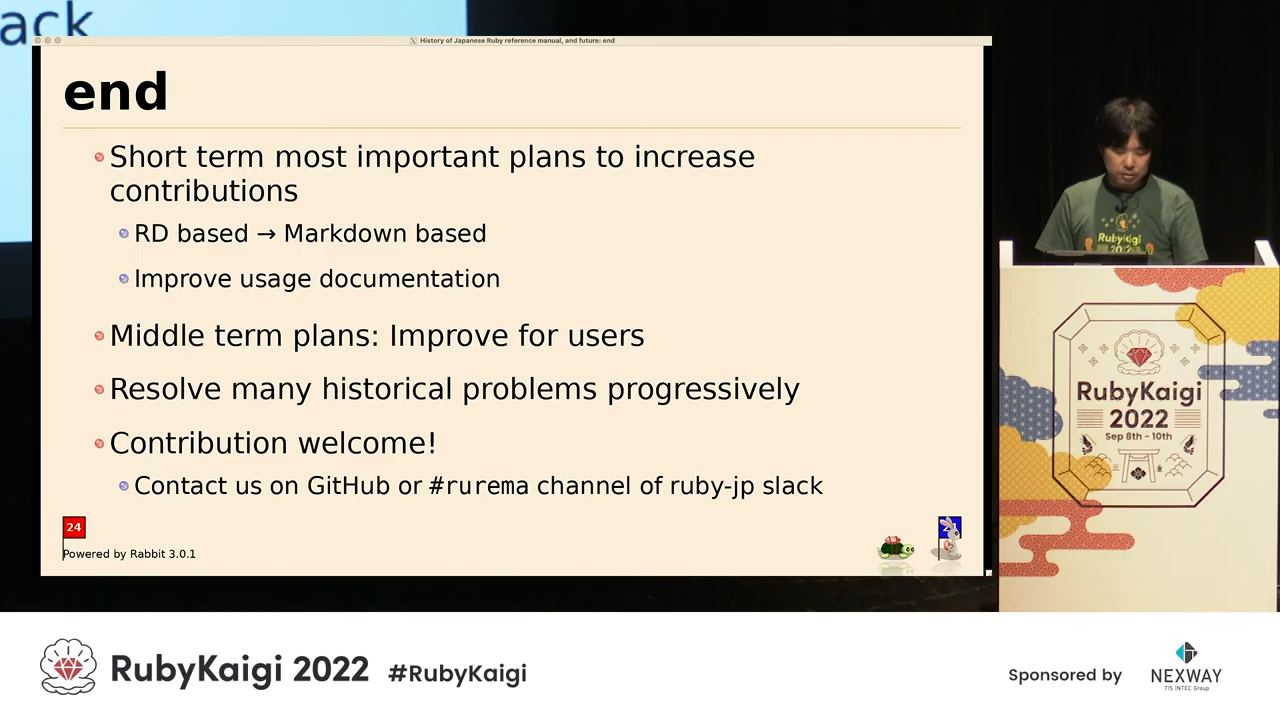 ack
History of Japanese Ruby reference manual, and future: end
end
Short term most important plans to increase
contributions
RD based → Markdown based
Improve usage documentation
Middle term plans: Improve for users
Resolve many historical problems progressively
Contribution welcome!
Contact us on GitHub or #rurema channel of ruby-jp slack
24
Powered by Rabbit 3.0.1
RubyKaigi
RubyKaigi
2022
Sep 8th - 10th
RubyKaigi 2022 #RubyKaigi
Sponsored by
NEXWAY
TIS INTEC Group